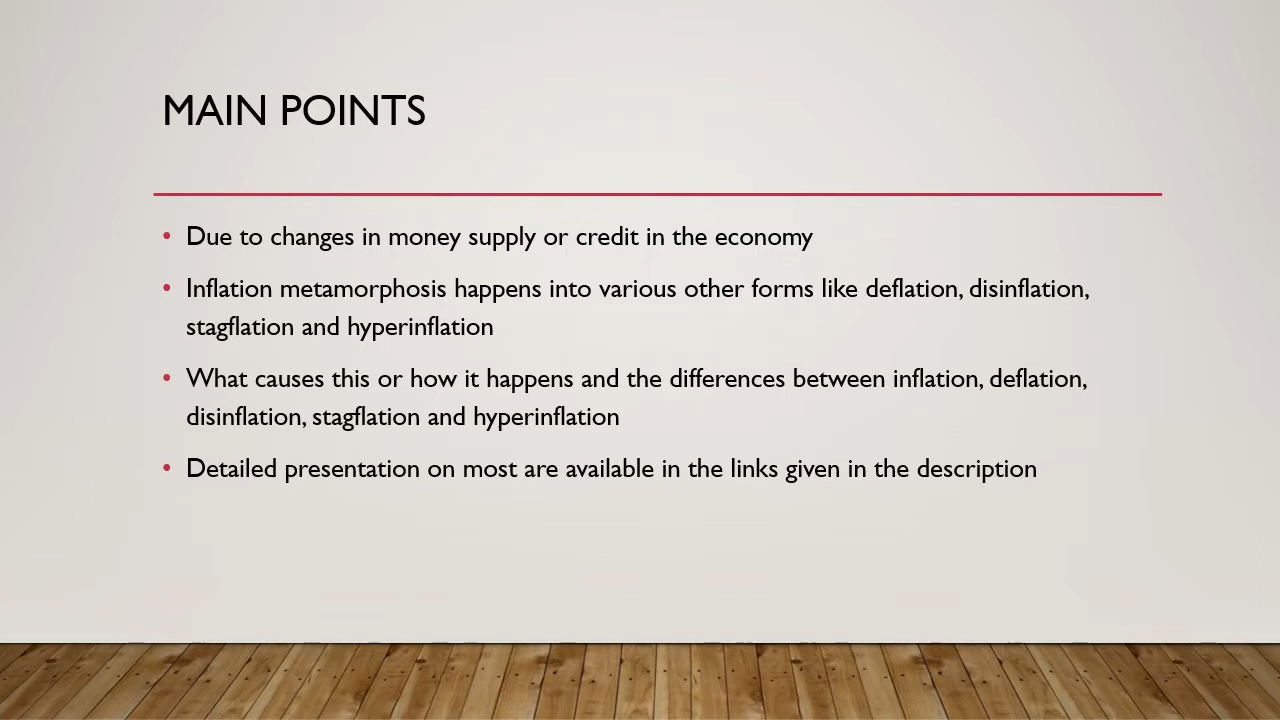 MAIN POINTS
• Due to changes in money supply or credit in the economy
• Inflation metamorphosis happens into various other forms like deflation, disinflation,
stagflation and hyperinflation
• What causes this or how it happens and the differences between inflation, deflation,
disinflation, stagflation and hyperinflation
• Detailed presentation on most are available in the links given in the description